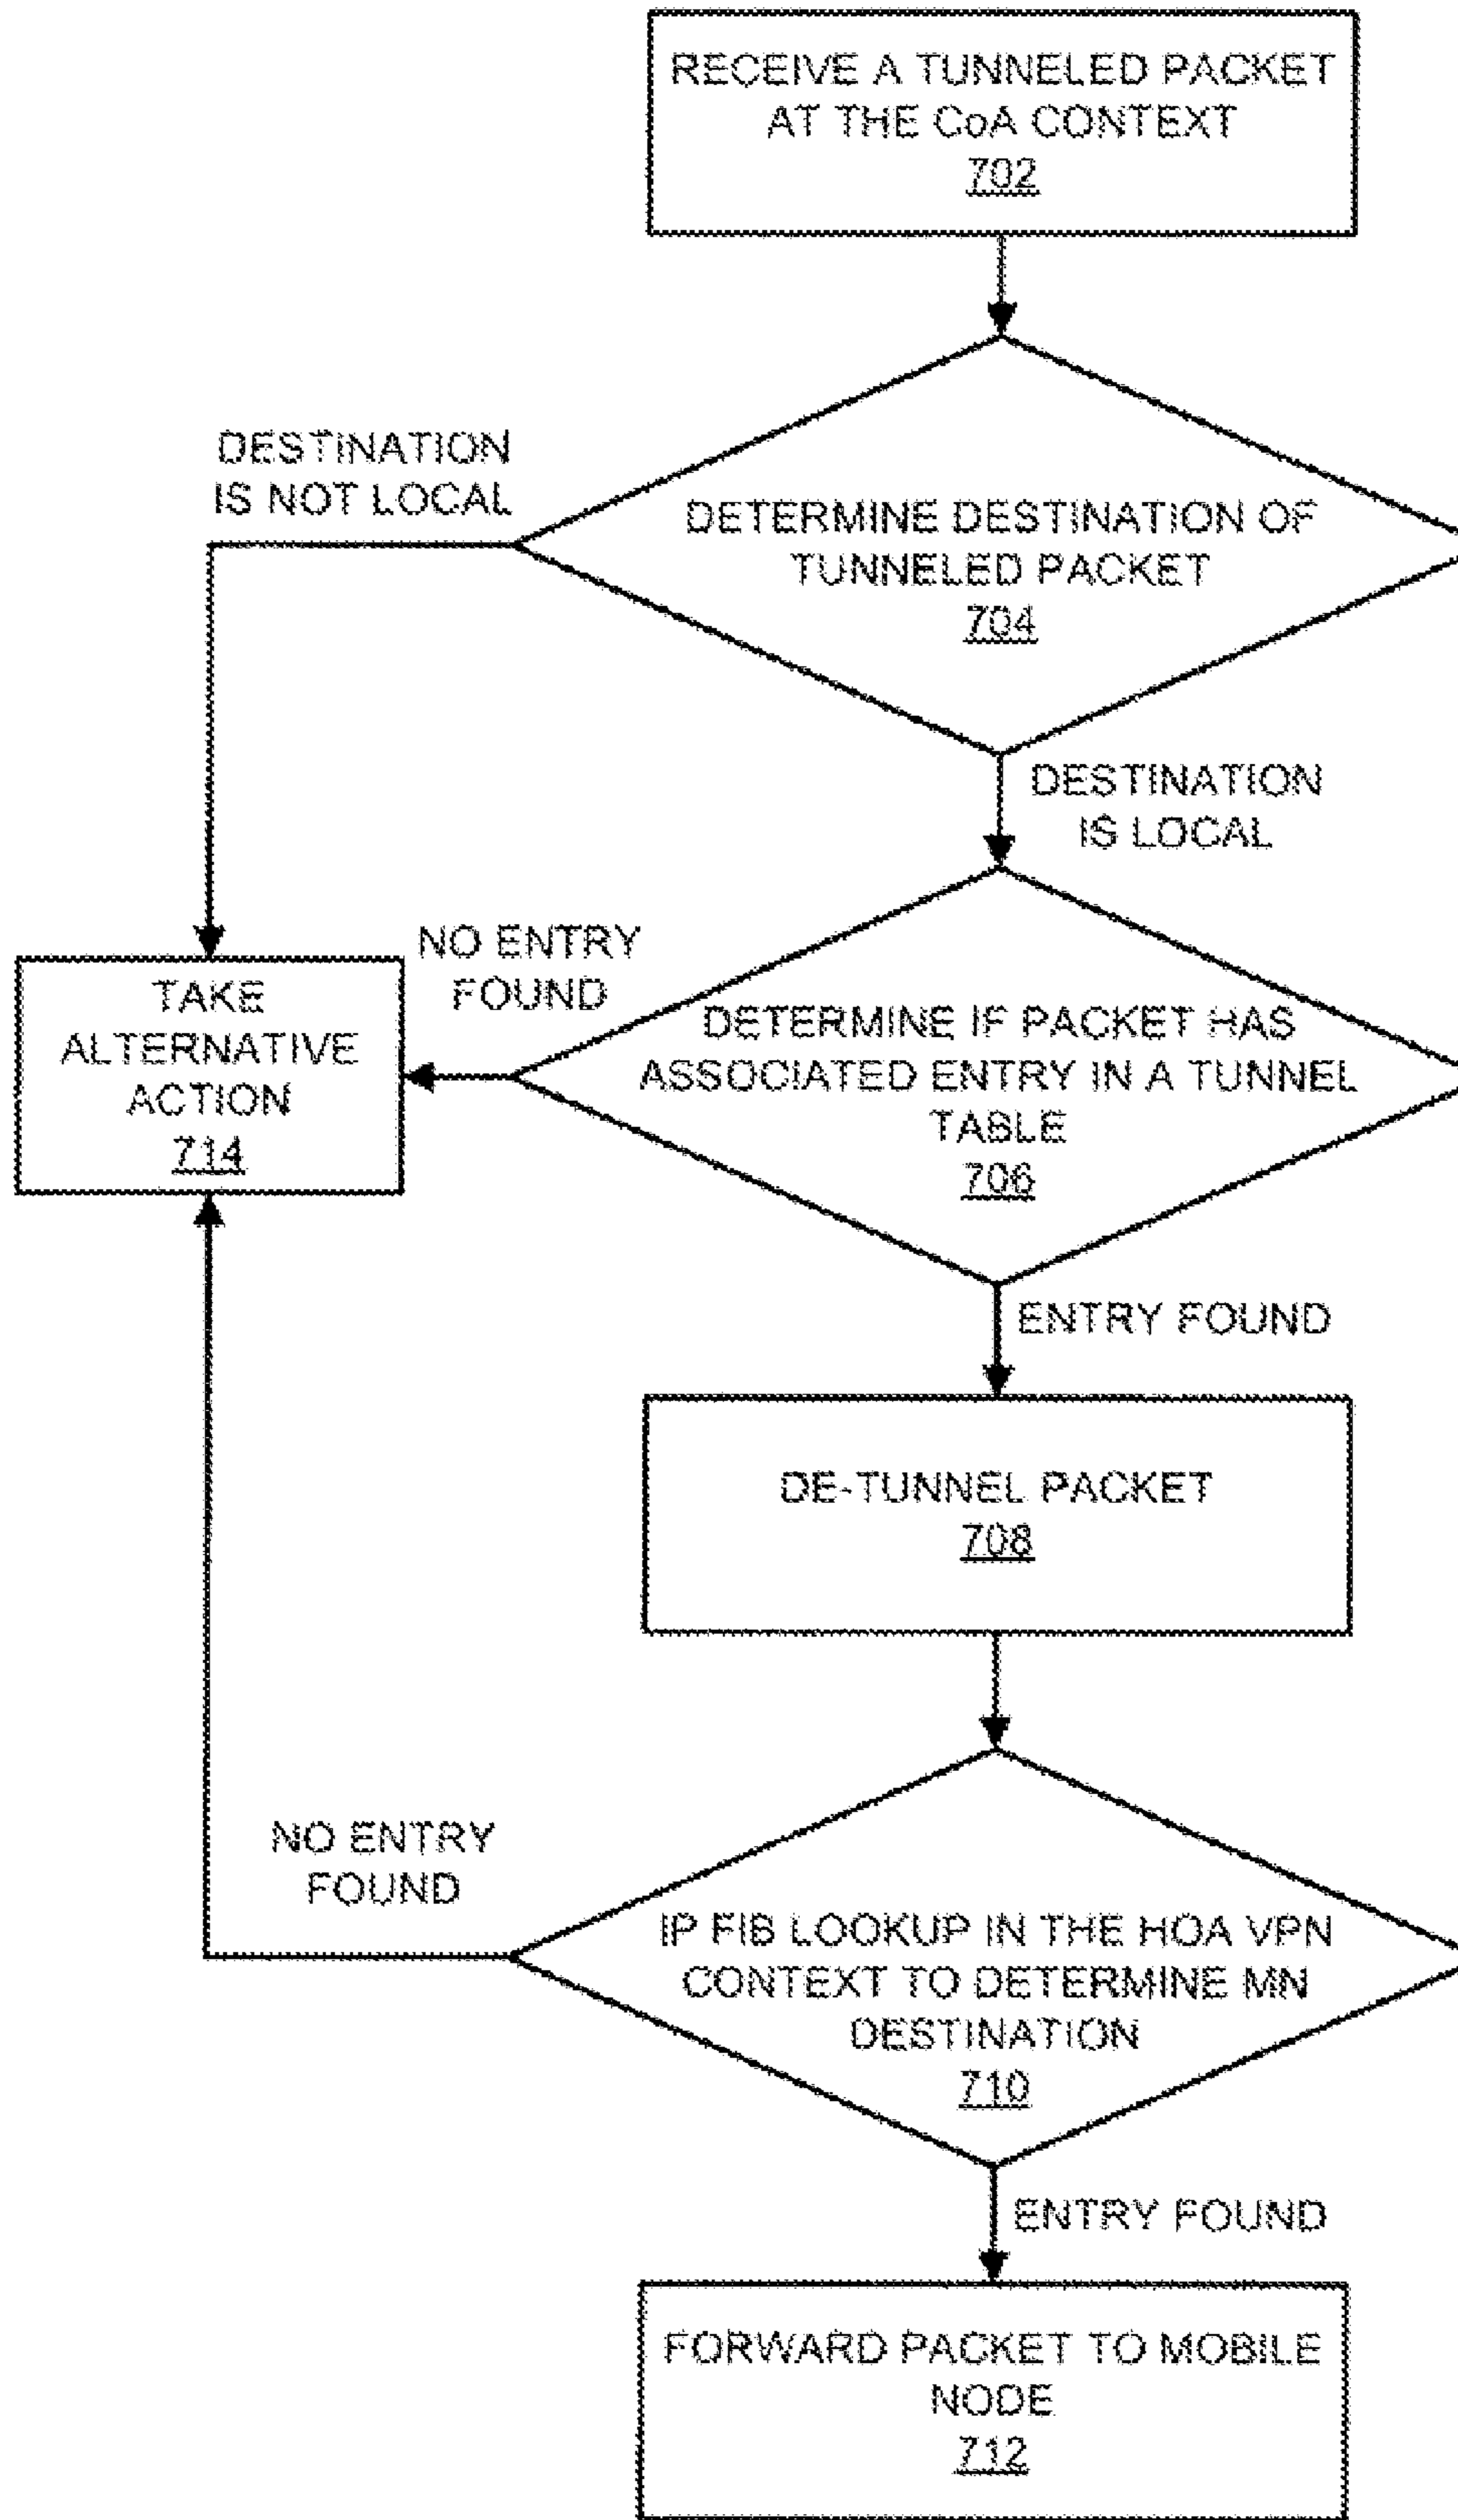 RECEIVE A TUNNELED PACKET
AT THE CoA CONTEXT
702
DESTINATION
IS NOT LOCAL
DETERMINE DESTINATION OF
TUNNELED PACKET
704
DESTINATION
IS LOCAL
NO ENTRY
FOUND
TAKE
ALTERNATIVE
ACTION
714
DETERMINE IF PACKET HAS
ASSOCIATED ENTRY IN A TUNNEL
TABLE
706
ENTRY FOUND
DE-TUNNEL PACKET
708
NO ENTRY
FOUND
IP FIB LOOKUP IN THE HOA VPN
CONTEXT TO DETERMINE MN
DESTINATION
710
ENTRY FOUND
FORWARD PACKET TO MOBILE
NODE
712